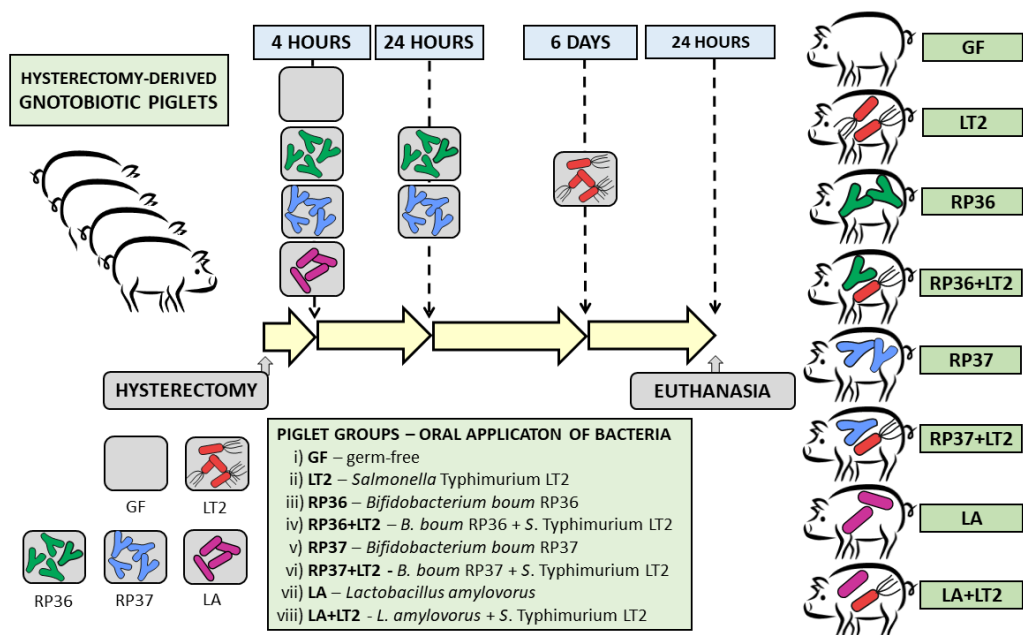 HYSTERECTOMY-DERIVED
GNOTOBIOTIC PIGLETS
4 HOURS
24 HOURS
6 DAYS
24 HOURS
HYSTERECTOMY
EUTHANASIA
GF
LT2
RP36
RP37
LA
PIGLET GROUPS – ORAL APPLICATON OF BACTERIA
i) GF – germ-free
ii) LT2 – Salmonella Typhimurium LT2
iii) RP36 – Bifidobacterium boum RP36
iv) RP36+LT2 – B. boum RP36 + S. Typhimurium LT2
v) RP37 – Bifidobacterium boum RP37
vi) RP37+LT2 - B. boum RP37 + S. Typhimurium LT2
vii) LA – Lactobacillus amylovorus
viii) LA+LT2 - L. amylovorus + S. Typhimurium LT2
GF
LT2
RP36
RP36+LT2
RP37
RP37+LT2
LA
LA+LT2